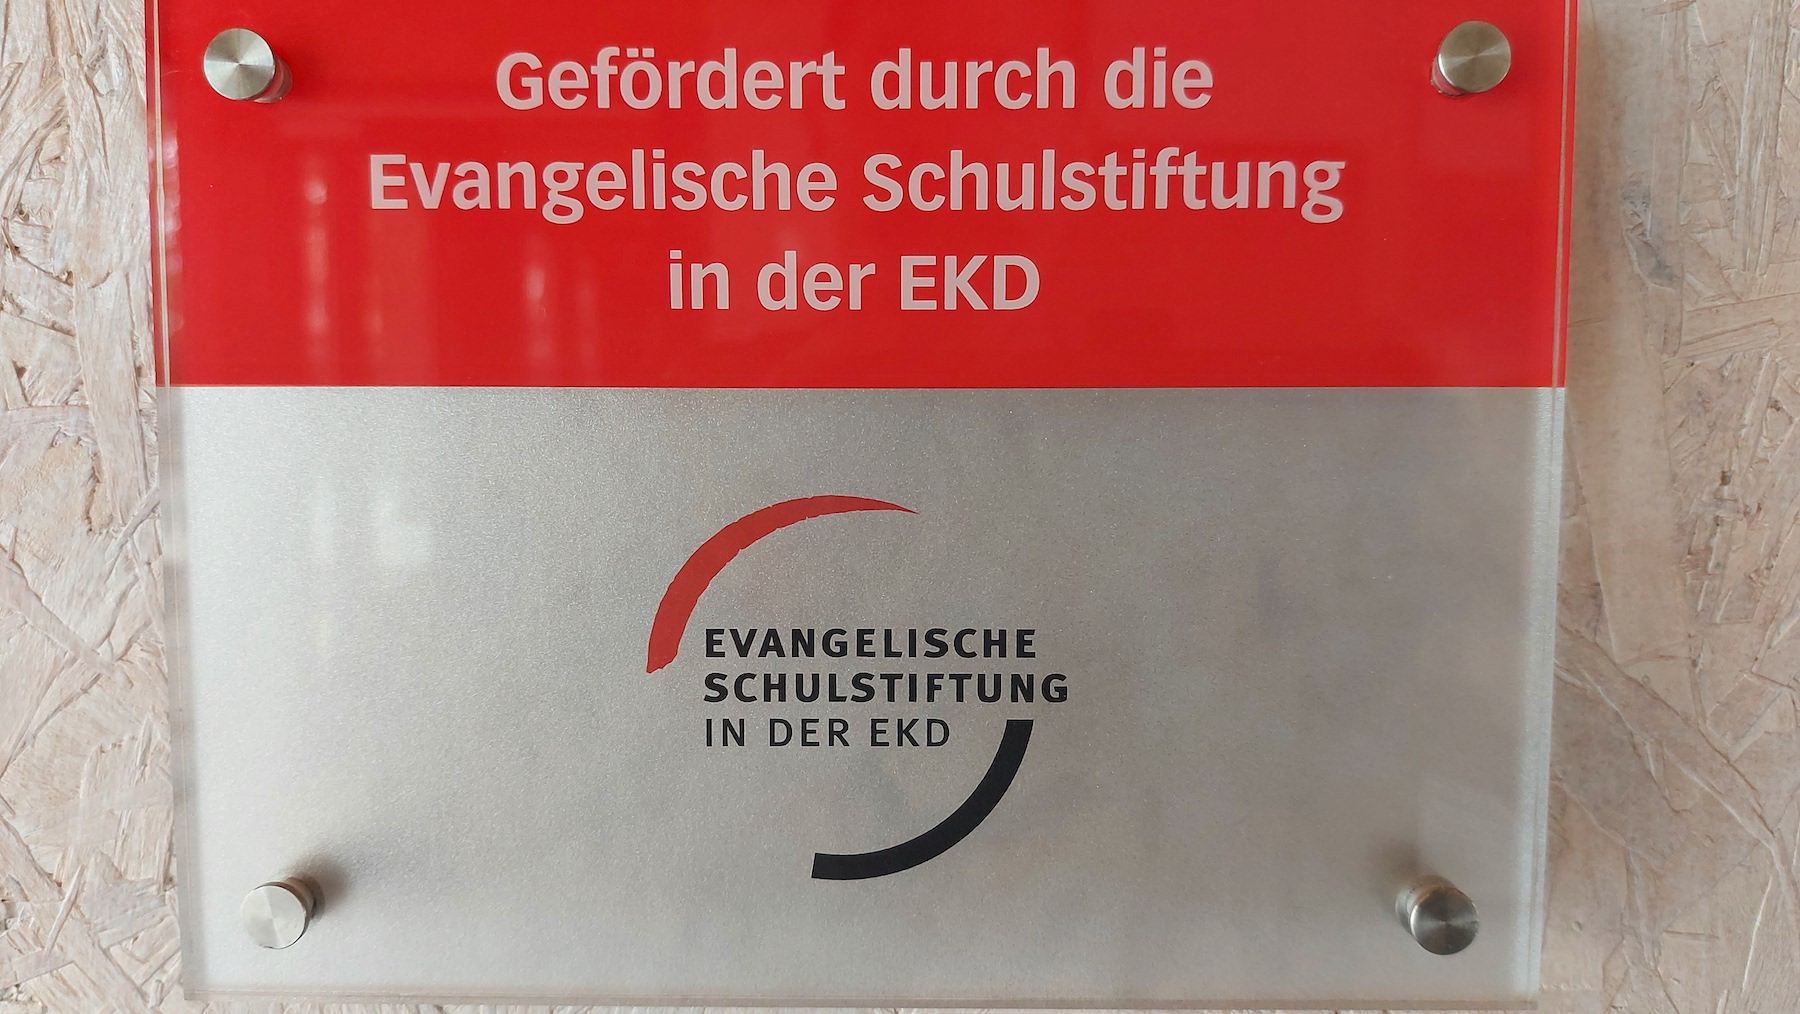 Gefördert durch die
Evangelische Schulstiftung
in der EKD
EVANGELISCHE
SCHULSTIFTUNG
IN DER EKD